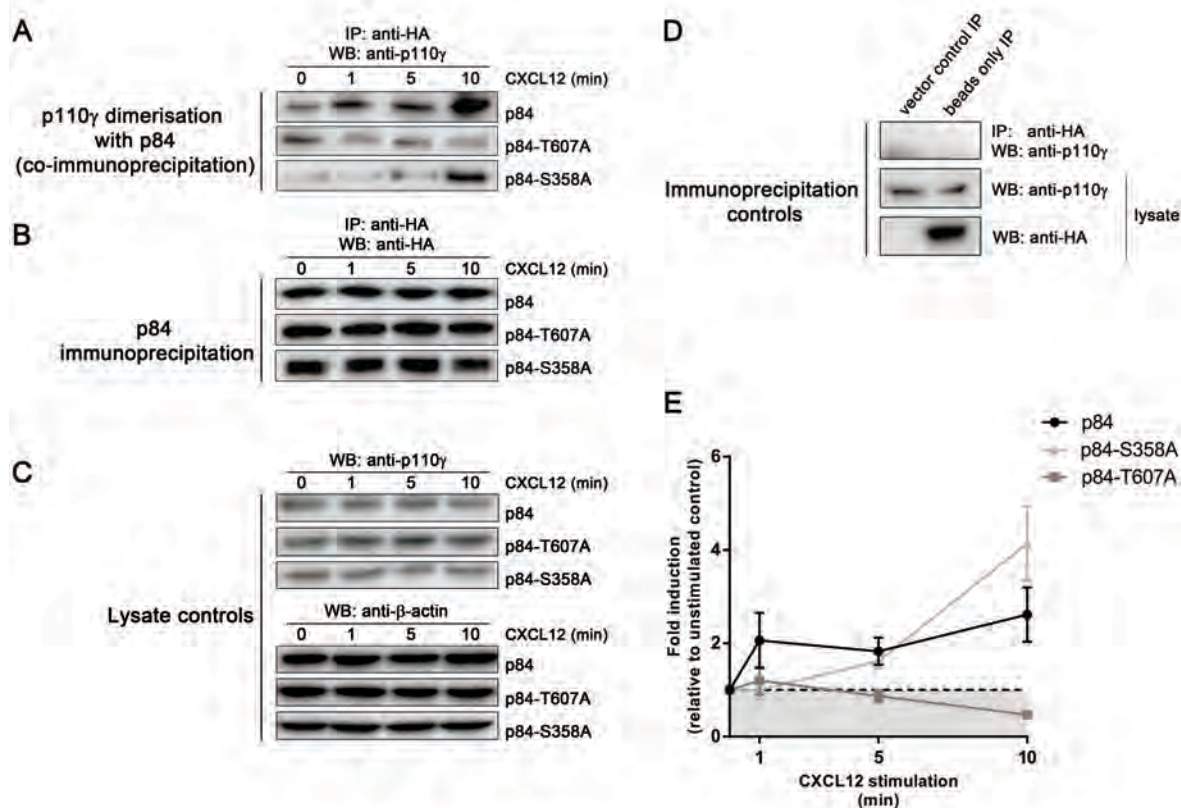 A
IP: anti-HA
WB: anti-p110γ
0 1 5 10 CXCL12 (min)
p110γ dimerisation
with p84
(co-immunoprecipitation)
p84
p84-T607A
p84-S358A
B
IP: anti-HA
WB: anti-HA
0 1 5 10 CXCL12 (min)
p84
immunoprecipitation
p84
p84-T607A
p84-S358A
C
WB: anti-p110γ
0 1 5 10 CXCL12 (min)
p84
p84-T607A
p84-S358A
Lysate controls
WB: anti-β-actin
0 1 5 10 CXCL12 (min)
p84
p84-T607A
p84-S358A
D
vector control IP
beads only IP
IP: anti-HA
WB: anti-p110γ
Immunoprecipitation
controls
WB: anti-p110γ
WB: anti-HA
lysate
E
p84
p84-S358A
p84-T607A
Fold induction
(relative to unstimulated control)
6
4
2
0
1 5 10
CXCL12 stimulation
(min)